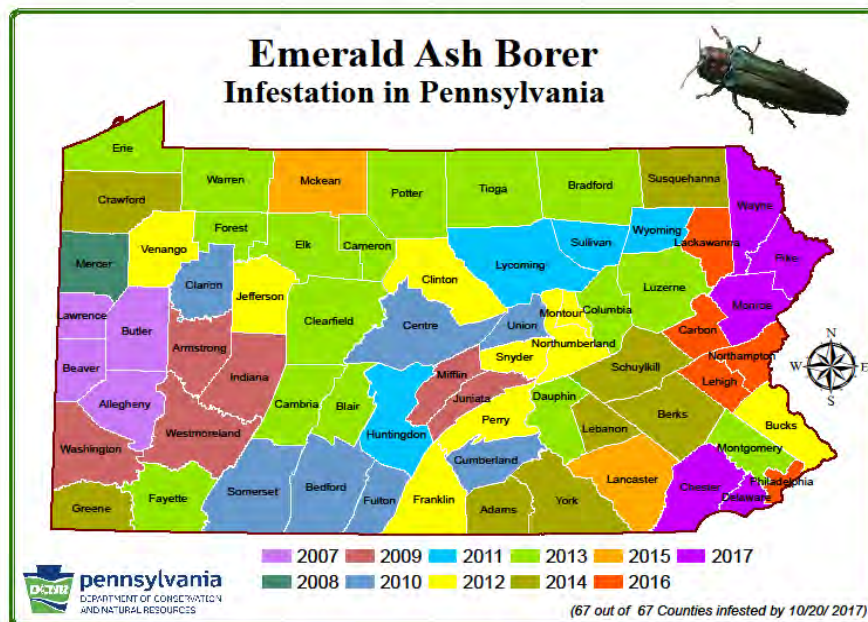 Emerald Ash Borer
Infestation in Pennsylvania
Erie
Crawford
Warren
Mckean
Potter
Tioga
Bradford
Susquehanna
Wayne
Mercer
Venango
Forest
Elk
Cameron
Clinton
Lycoming
Sullivan
Wyoming
Lackawanna
Pike
Clarion
Jefferson
Clearfield
Centre
Union
Montour
Columbia
Luzerne
Monroe
Lawrence
Butler
Armstrong
Indiana
Snyder
Northumberland
Carbon
Northampton
Beaver
Allegheny
Cambria
Blair
Mifflin
Juniata
Schuylkill
Lehigh
Washington
Westmoreland
Huntingdon
Perry
Dauphin
Lebanon
Berks
Bucks
Greene
Fayette
Somerset
Bedford
Fulton
Franklin
Cumberland
Adams
York
Lancaster
Chester
Montgomery
Delaware
Philadelphia
N
W E
S
2007 2009 2011 2013 2015 2017
2008 2010 2012 2014 2016
DCNR
pennsylvania
DEPARTMENT OF CONSERVATION
AND NATURAL RESOURCES
(67 out of 67 Counties infested by 10/20/ 2017)